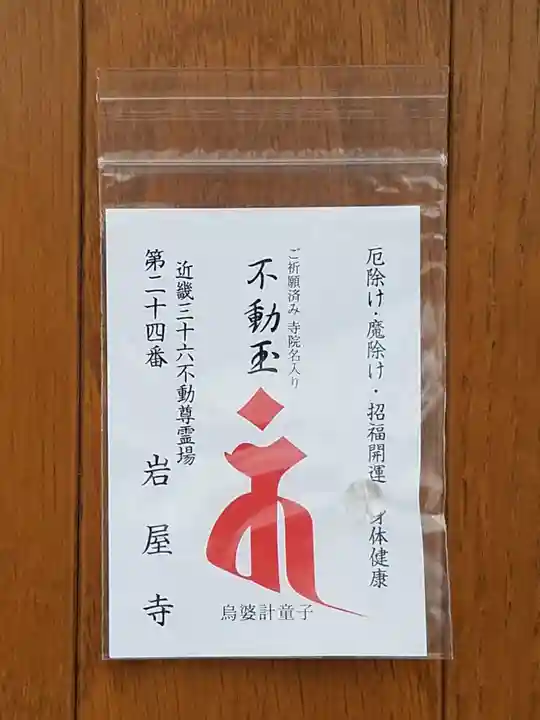 厄除け・魔除け・招福開運 身体健康
ご祈願済み 寺院名入り
不動玉
近畿三十六不動尊霊場
第二十四番 岩屋寺
烏婆計童子